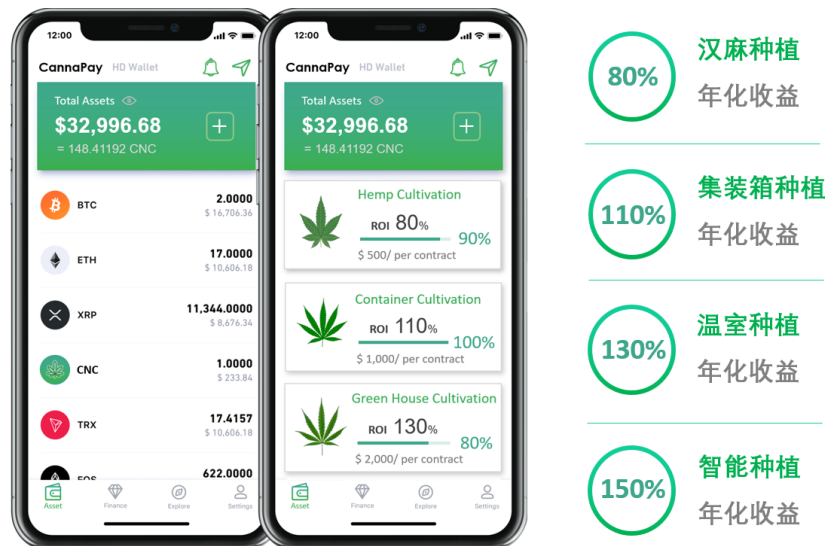 12:00
CannaPay HD Wallet
Total Assets
$32,996.68
= 148.41192 CNC
BTC 2.0000
$ 16,706.36
ETH 17.0000
$ 10,606.18
XRP 11,344.0000
$ 8,676.34
CNC 1.0000
$ 233.84
TRX 17.4157
$ 10,606.18
EOS 622.0000
Asset Finance Explore Settings
12:00
CannaPay HD Wallet
Total Assets
$32,996.68
= 148.41192 CNC
Hemp Cultivation
ROI 80%
90%
$ 500/ per contract
Container Cultivation
ROI 110%
100%
$ 1,000/ per contract
Green House Cultivation
ROI 130%
80%
$ 2,000/ per contract
Asset Finance Explore Settings
80%
汉麻种植
年化收益
110%
集装箱种植
年化收益
130%
温室种植
年化收益
150%
智能种植
年化收益